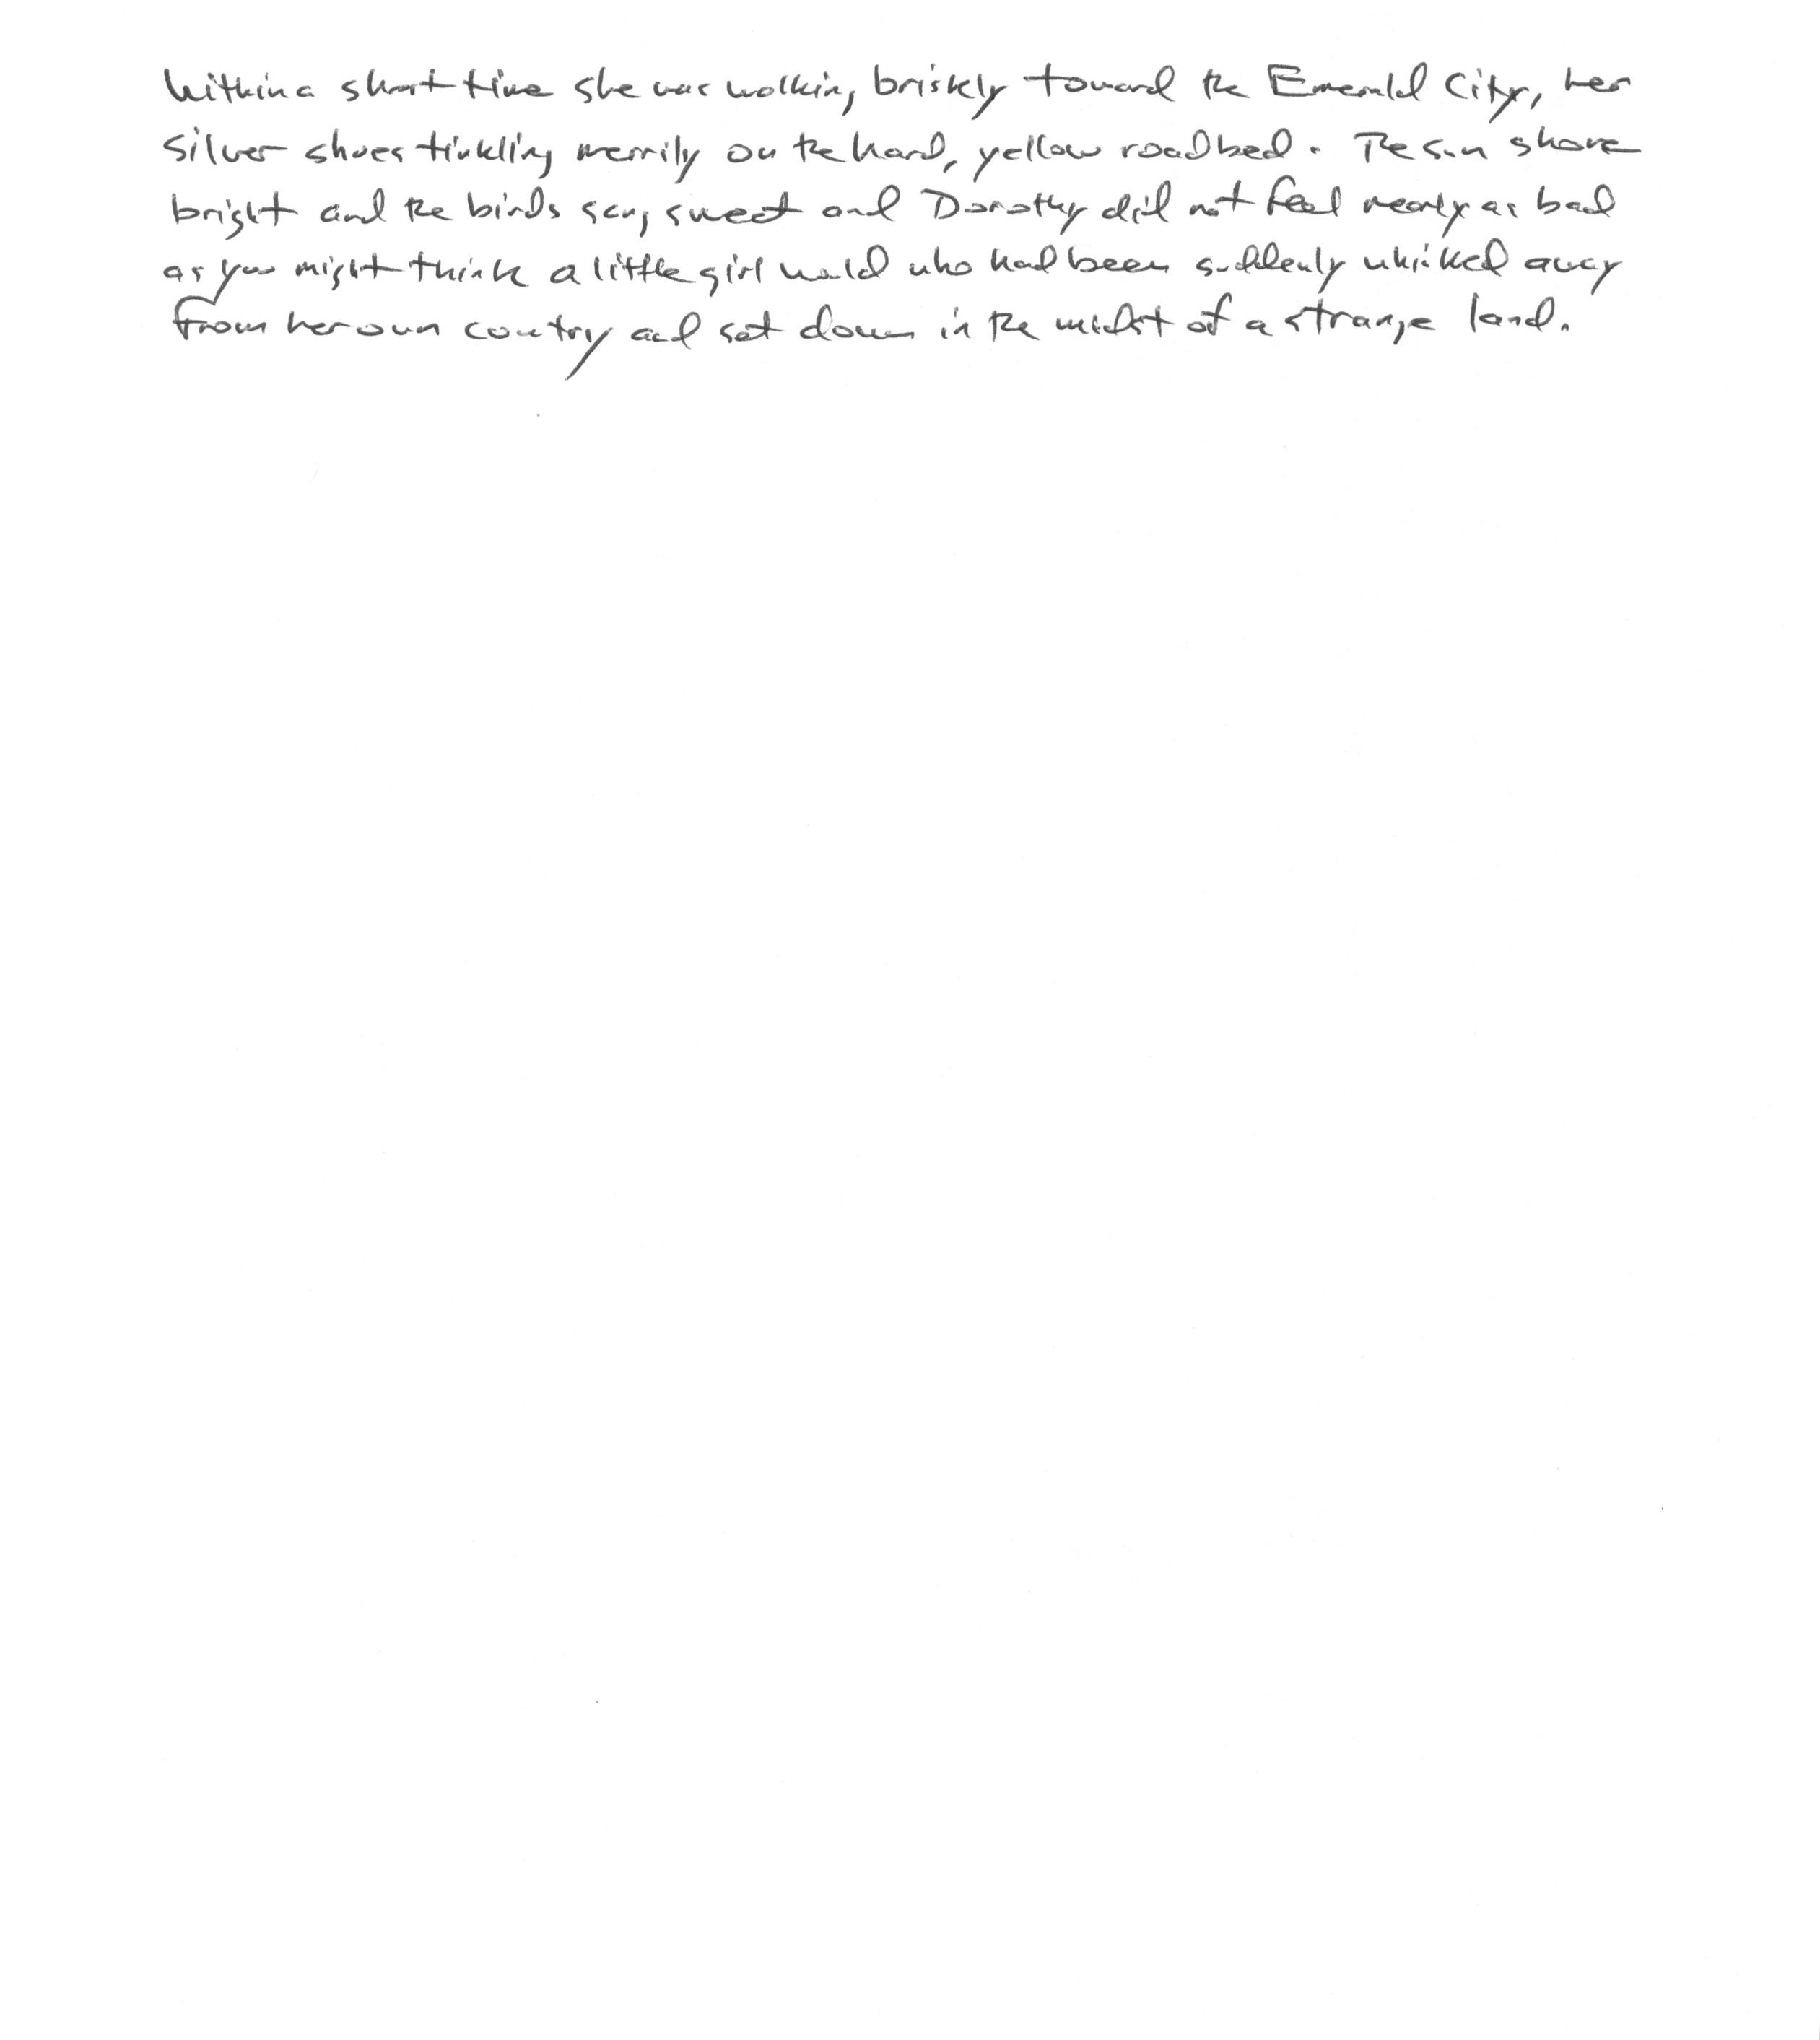 Within a short time she was walking briskly toward the Emerald City, her
silver shoes tinkling merrily on the hard, yellow roadbed. The sun shone
bright and the birds sang sweet and Dorothy did not feel nearly as bad
as you might think a little girl would who had been suddenly whisked away
from her own country and set down in the midst of a strange land.